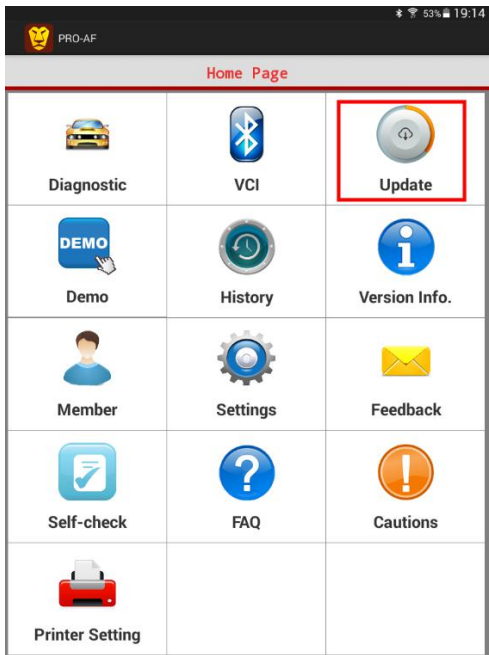 53% 19:14
PRO-AF
Home Page
Diagnostic VCI Update
DEMO
Demo History Version Info.
Member Settings Feedback
Self-check FAQ Cautions
Printer Setting